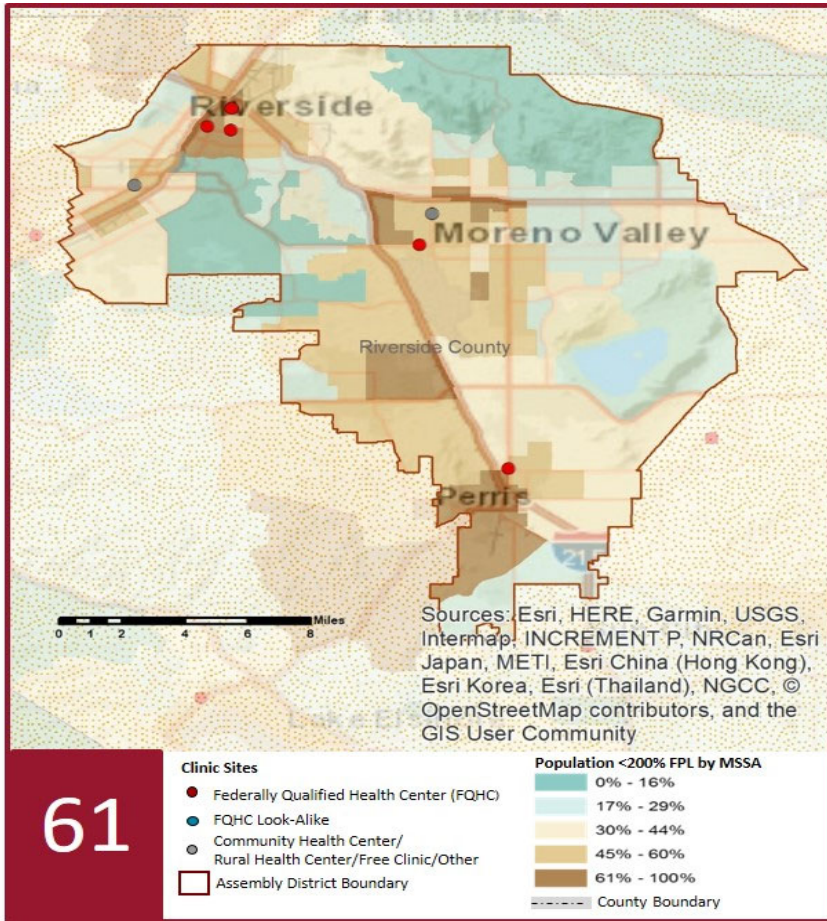 Riverside
Moreno Valley
Riverside County
Perris
215
Miles
0 1 2 4 6 8
Sources: Esri, HERE, Garmin, USGS,
Intermap, INCREMENT P, NRCan, Esri
Japan, METI, Esri China (Hong Kong),
Esri Korea, Esri (Thailand), NGCC, ©
OpenStreetMap contributors, and the
GIS User Community
61
Clinic Sites
Federally Qualified Health Center (FQHC)
FQHC Look-Alike
Community Health Center/
Rural Health Center/Free Clinic/Other
Assembly District Boundary
Population <200% FPL by MSSA
0% - 16%
17% - 29%
30% - 44%
45% - 60%
61% - 100%
County Boundary